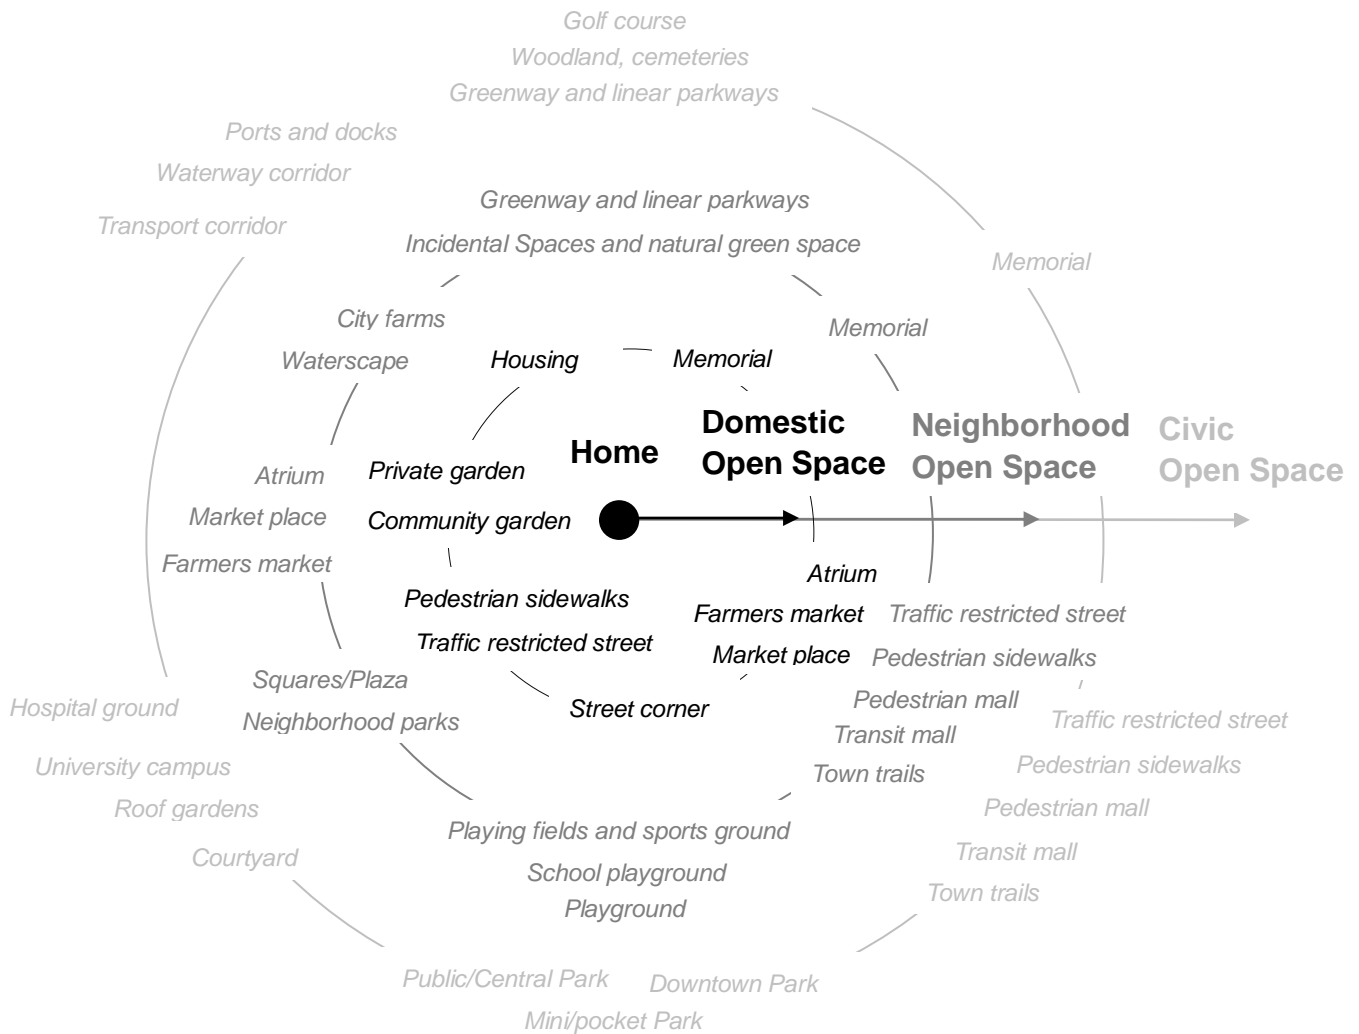 Golf course
Woodland, cemeteries
Greenway and linear parkways
Ports and docks
Waterway corridor
Transport corridor
Greenway and linear parkways
Incidental Spaces and natural green space
Memorial
City farms
Waterscape
Memorial
Housing
Memorial
Home
Domestic
Open Space
Neighborhood
Open Space
Civic
Open Space
Private garden
Community garden
Atrium
Market place
Farmers market
Pedestrian sidewalks
Traffic restricted street
Street corner
Atrium
Farmers market
Market place
Traffic restricted street
Pedestrian sidewalks
Pedestrian mall
Transit mall
Town trails
Squares/Plaza
Neighborhood parks
Hospital ground
University campus
Roof gardens
Courtyard
Playing fields and sports ground
School playground
Playground
Traffic restricted street
Pedestrian sidewalks
Pedestrian mall
Transit mall
Town trails
Public/Central Park
Downtown Park
Mini/pocket Park